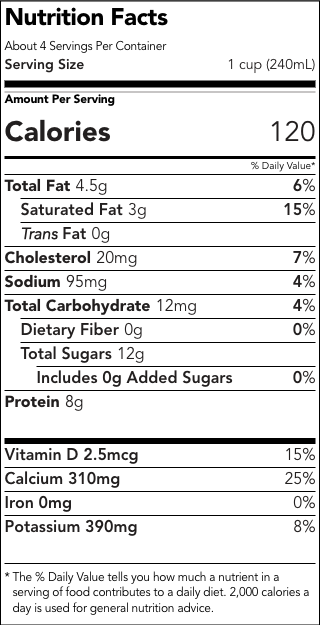 Nutrition Facts
About 4 Servings Per Container
Serving Size 1 cup (240mL)
Amount Per Serving
Calories 120
% Daily Value*
Total Fat 4.5g 6%
Saturated Fat 3g 15%
Trans Fat 0g
Cholesterol 20mg 7%
Sodium 95mg 4%
Total Carbohydrate 12mg 4%
Dietary Fiber 0g 0%
Total Sugars 12g
Includes 0g Added Sugars 0%
Protein 8g
Vitamin D 2.5mcg 15%
Calcium 310mg 25%
Iron 0mg 0%
Potassium 390mg 8%
* The % Daily Value tells you how much a nutrient in a
serving of food contributes to a daily diet. 2,000 calories a
day is used for general nutrition advice.